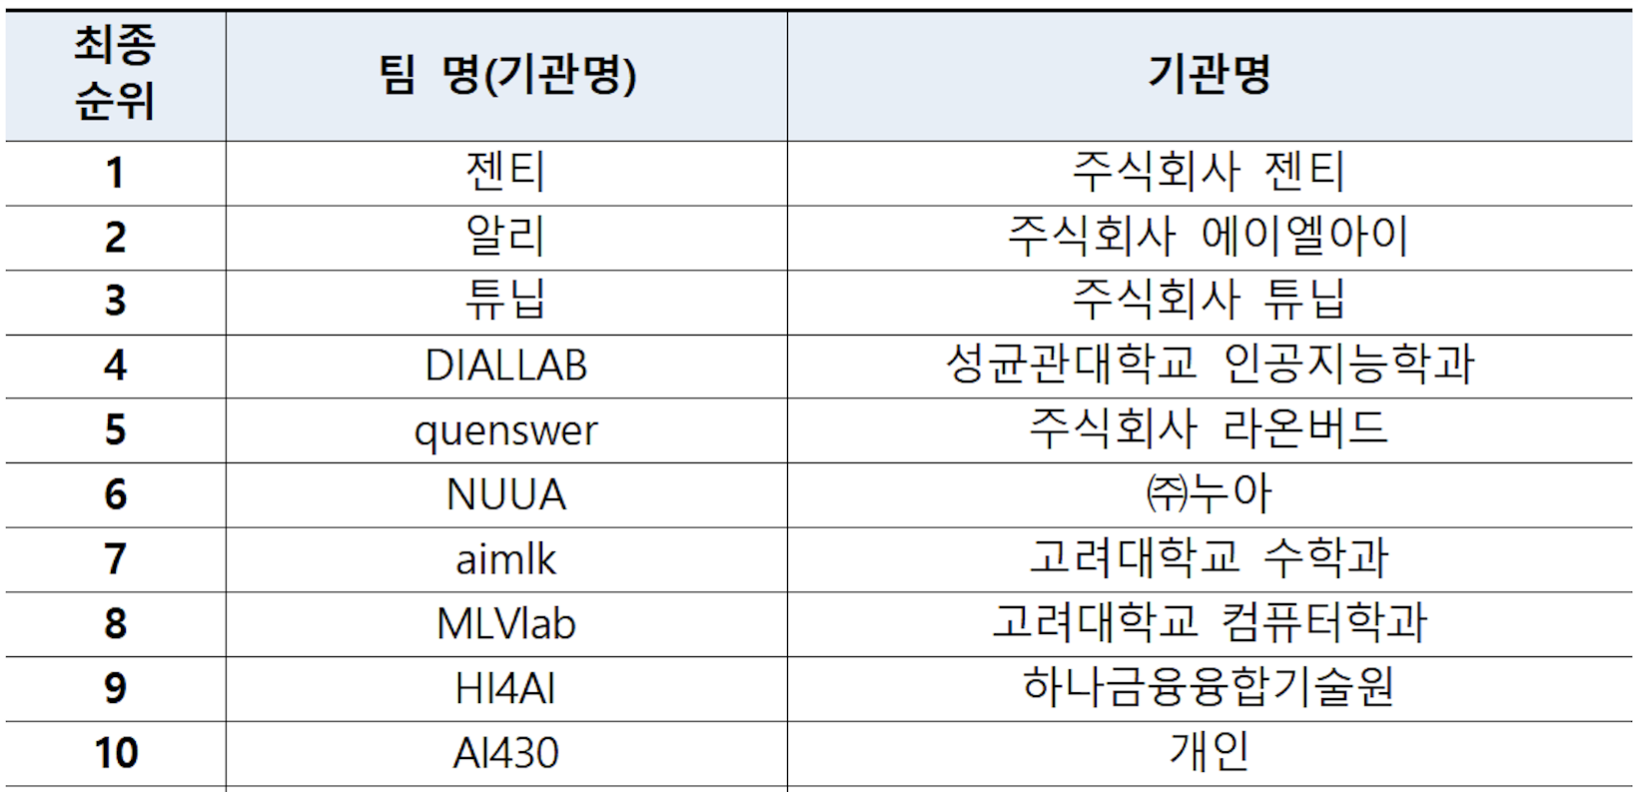 최종
순위
팀 명(기관명)
기관명
1 젠티 주식회사 젠티
2 알리 주식회사 에이엘아이
3 튜닙 주식회사 튜닙
4 DIALLAB 성균관대학교 인공지능학과
5 quenswer 주식회사 라온버드
6 NUUA ㈜누아
7 aimlk 고려대학교 수학과
8 MLVlab 고려대학교 컴퓨터학과
9 HI4AI 하나금융융합기술원
10 AI430 개인